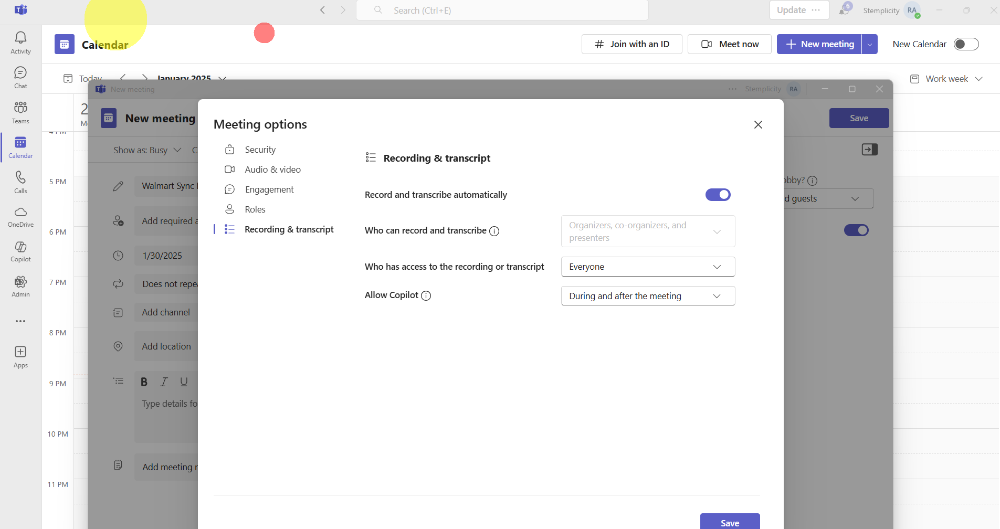 Search (Ctrl+E)
Update
6
Stemplicity
RA
Activity
Chat
Teams
Calendar
Calls
OneDrive
Copilot
Admin
Apps
Calendar
Join with an ID
Meet now
New meeting
New Calendar
Today
January 2025
Work week
2
4 PM
5 PM
6 PM
7 PM
8 PM
9 PM
10 PM
11 PM
New meeting
Stemplicity
RA
New meeting
Save
Show as: Busy
Walmart Sync
Add required
1/30/2025
Does not repe
Add channel
Add location
B I U
Type details fo
Add meeting
obby?
d guests
Meeting options
Security
Audio & video
Engagement
Roles
Recording & transcript
Recording & transcript
Record and transcribe automatically
Who can record and transcribe
Organizers, co-organizers, and
presenters
Who has access to the recording or transcript
Everyone
Allow Copilot
During and after the meeting
Save